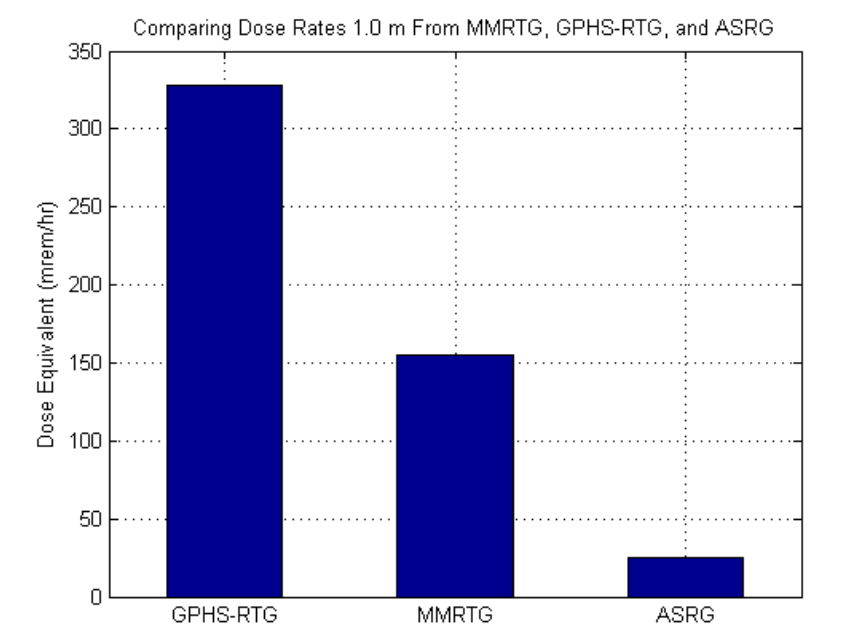 Comparing Dose Rates 1.0 m From MMRTG, GPHS-RTG, and ASRG
350
300
250
200
150
100
50
0
Dose Equivalent (mrem/hr)
GPHS-RTG
MMRTG
ASRG